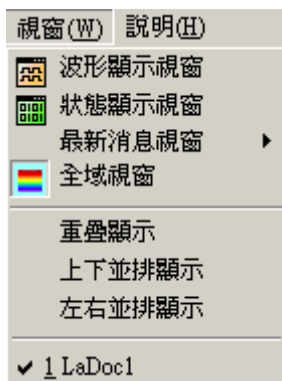 視窗(W) 說明(H)
波形顯示視窗
狀態顯示視窗
最新消息視窗
全域視窗
重疊顯示
上下並排顯示
左右並排顯示
1 LaDoc1